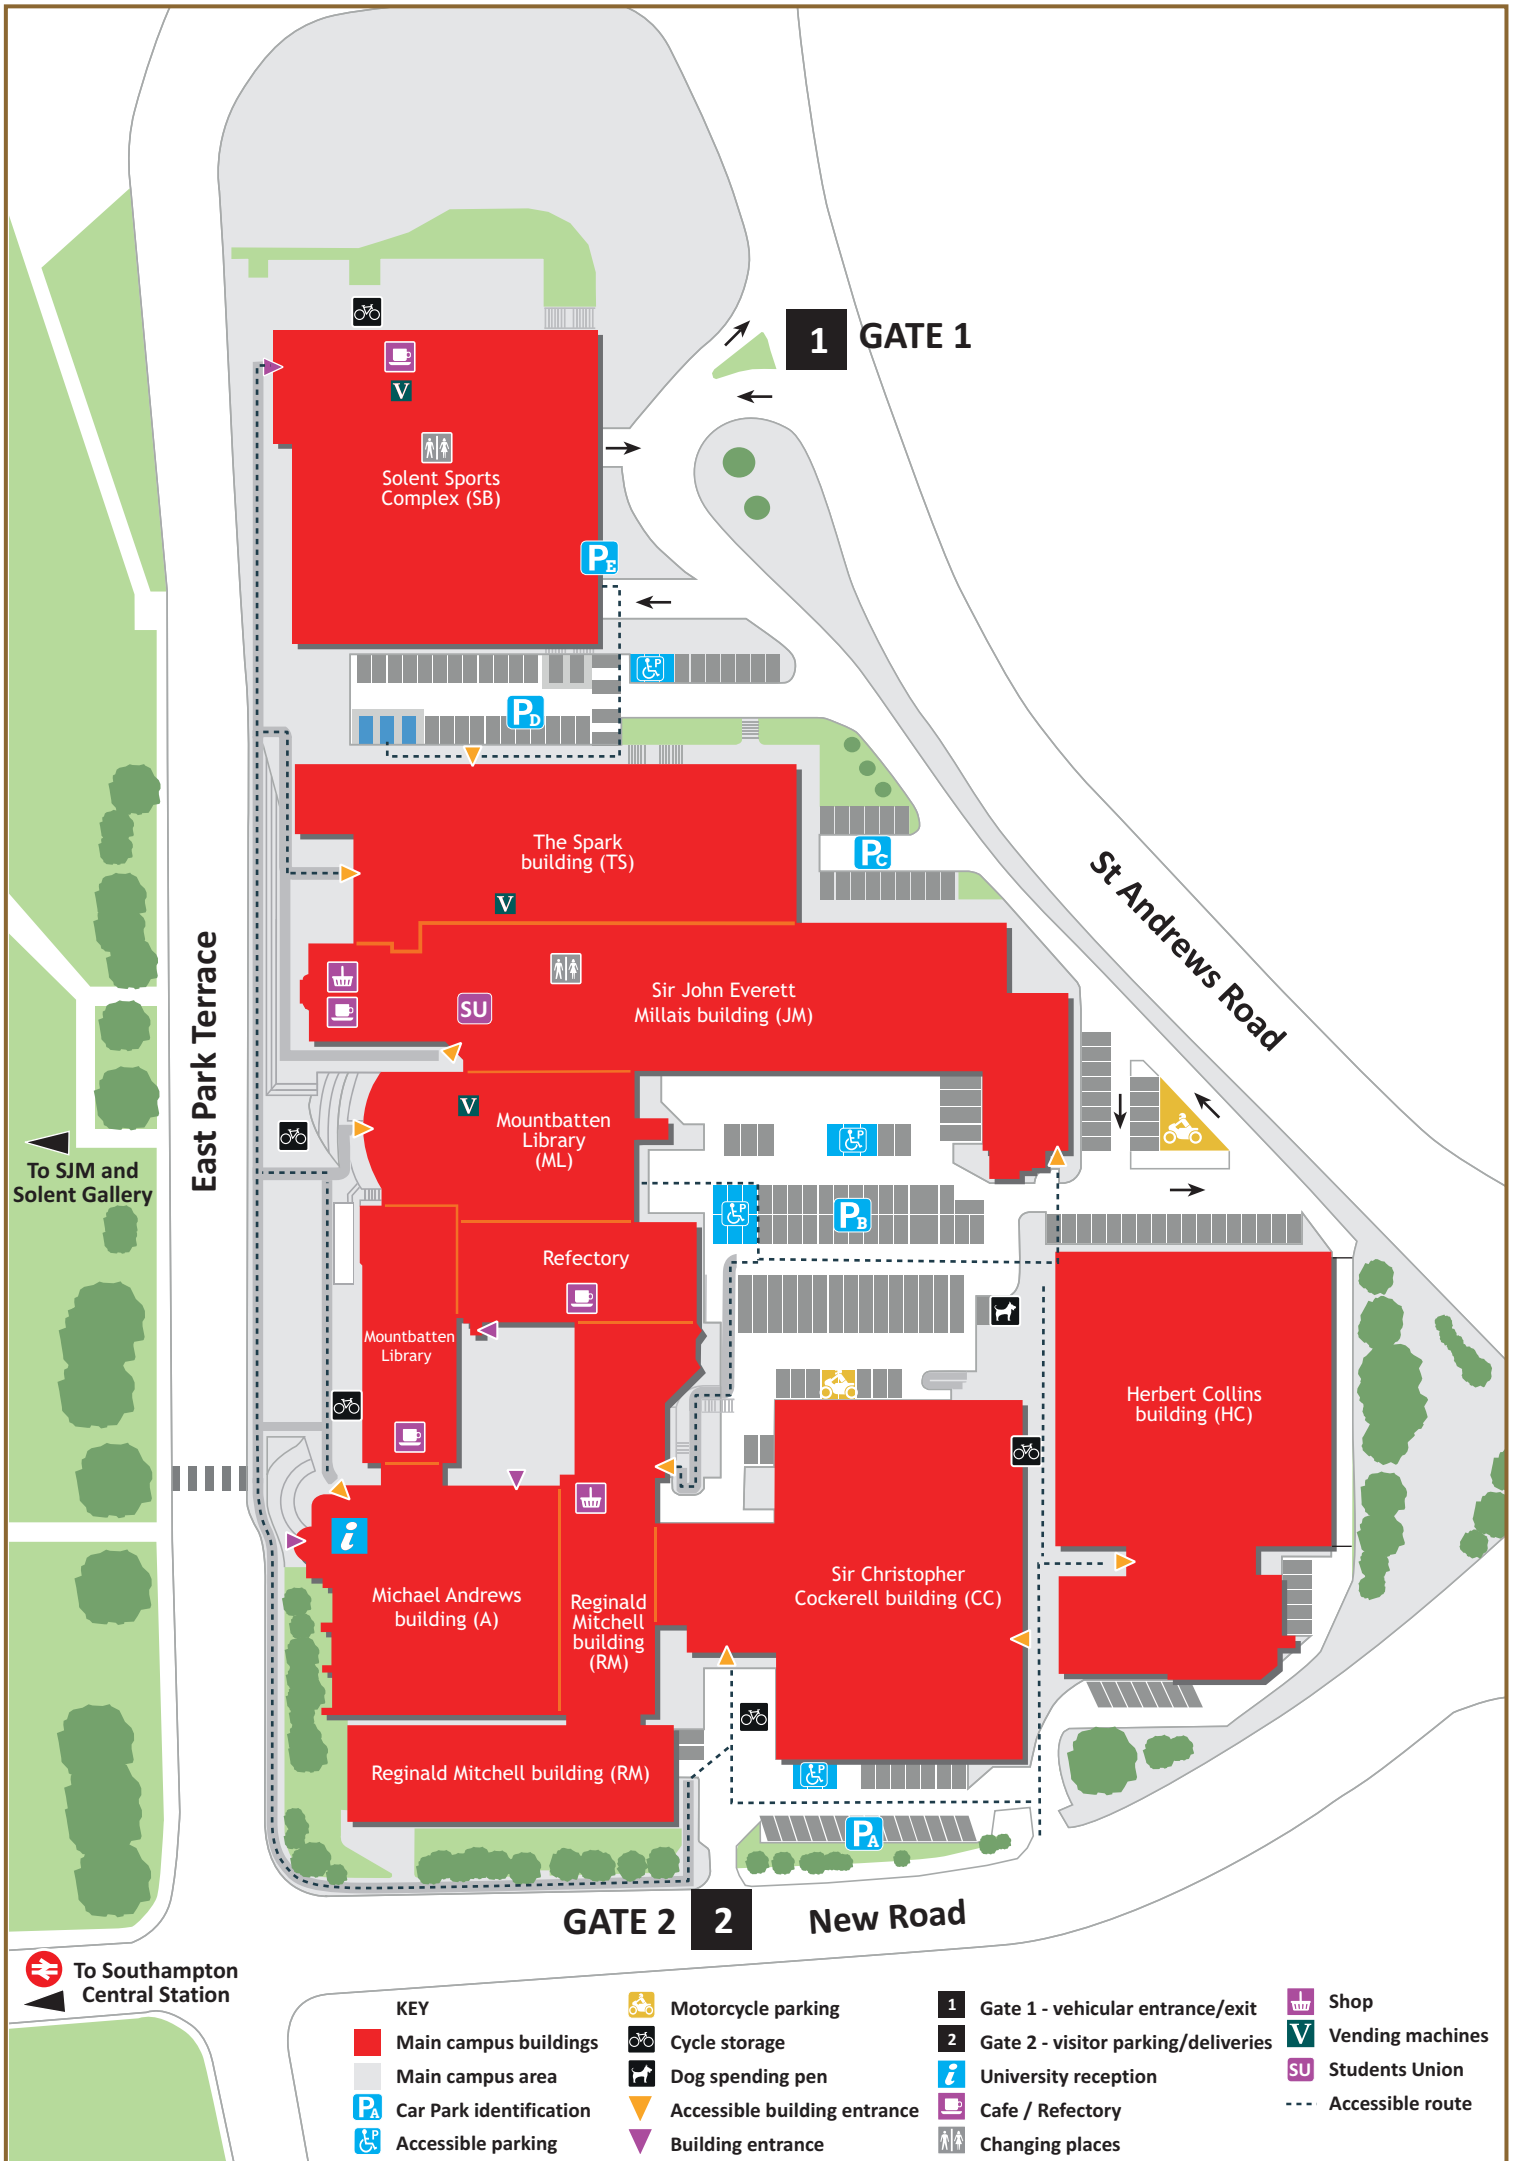 1 GATE 1
V
Solent Sports
Complex (SB)
PE
P
PD
The Spark
building (TS)
V
PC
St Andrews Road
East Park Terrace
Sir John Everett
Millais building (JM)
SU
V
Mountbatten
Library
(ML)
P
To SJM and
Solent Gallery
P
PB
Refectory
Mountbatten
Library
Herbert Collins
building (HC)
i
Michael Andrews
building (A)
Reginald
Mitchell
building
(RM)
Sir Christopher
Cockerell building (CC)
Reginald Mitchell building (RM)
P
PA
GATE 2 2
New Road
To Southampton
Central Station
KEY
Main campus buildings
Main campus area
PA Car Park identification
P Accessible parking
Motorcycle parking
Cycle storage
Dog spending pen
Accessible building entrance
Building entrance
1 Gate 1 - vehicular entrance/exit
2 Gate 2 - visitor parking/deliveries
i University reception
Cafe / Refectory
Changing places
Shop
V Vending machines
SU Students Union
Accessible route